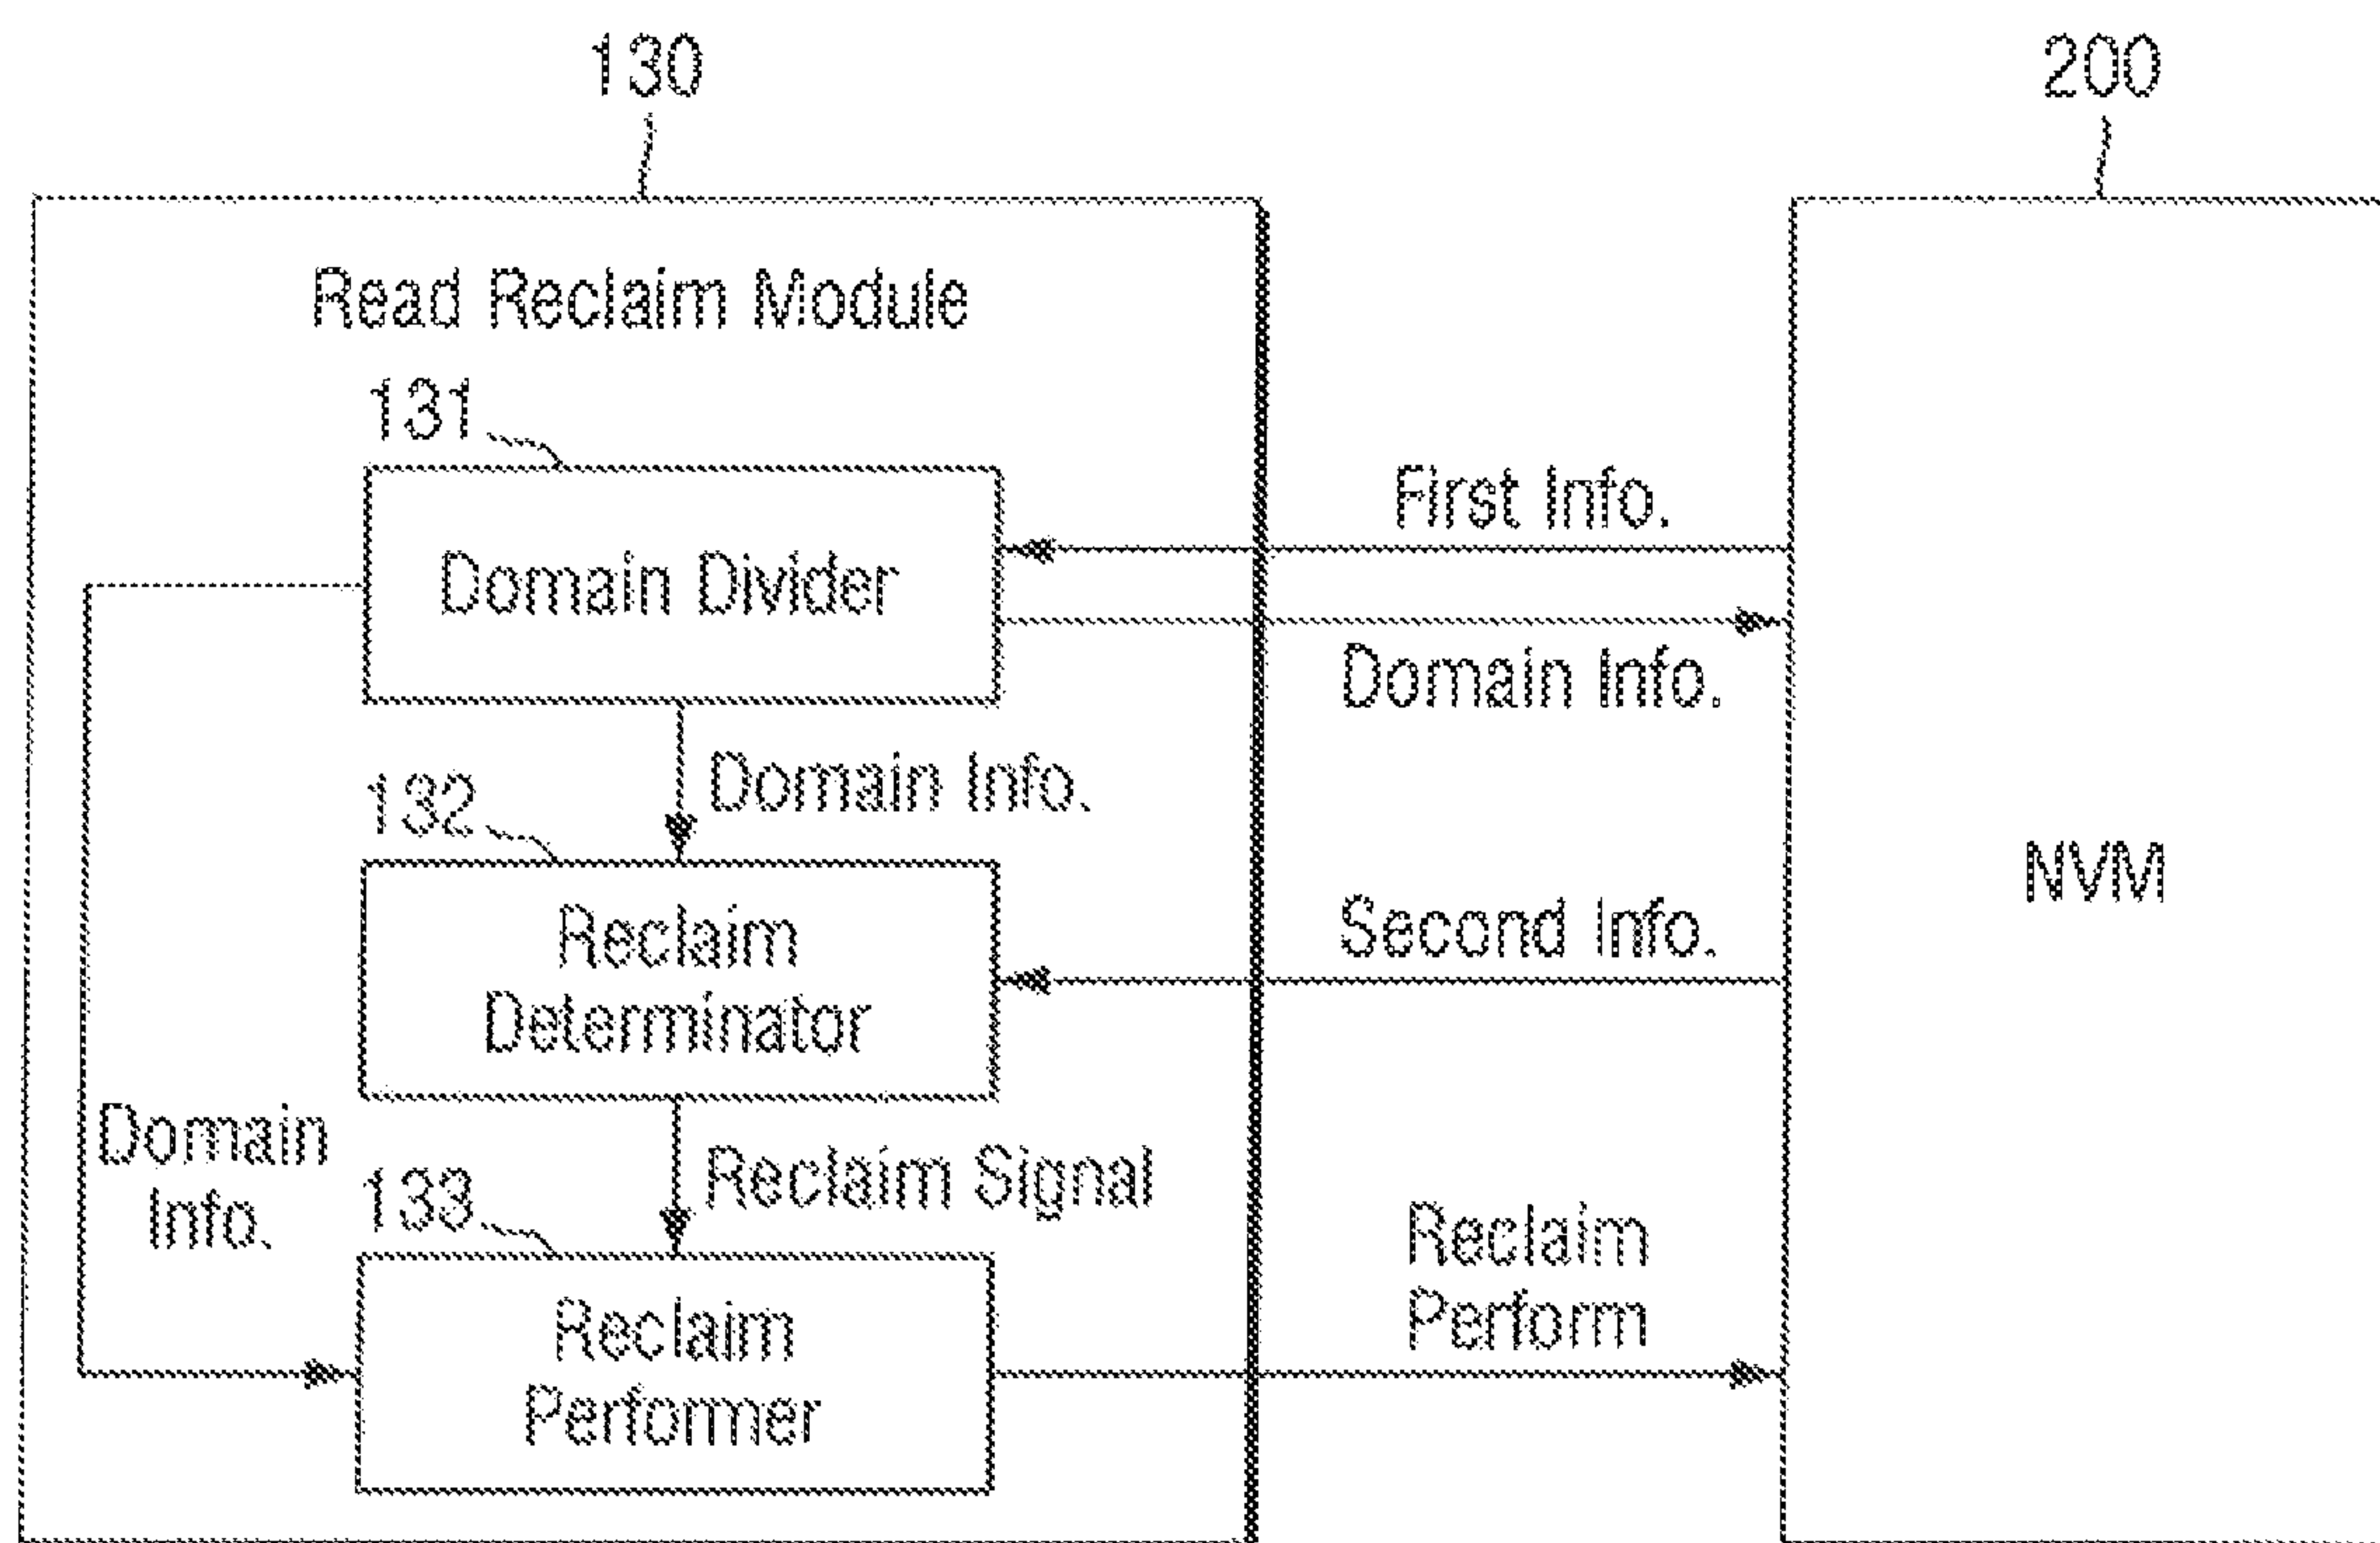 130
200
Read Reclaim Module
131
Domain Divider
First Info.
Domain Info.
Domain Info.
132
Reclaim
Determinator
Second Info.
NVM
Domain
Info.
133
Reclaim Signal
Reclaim
Performer
Reclaim
Perform